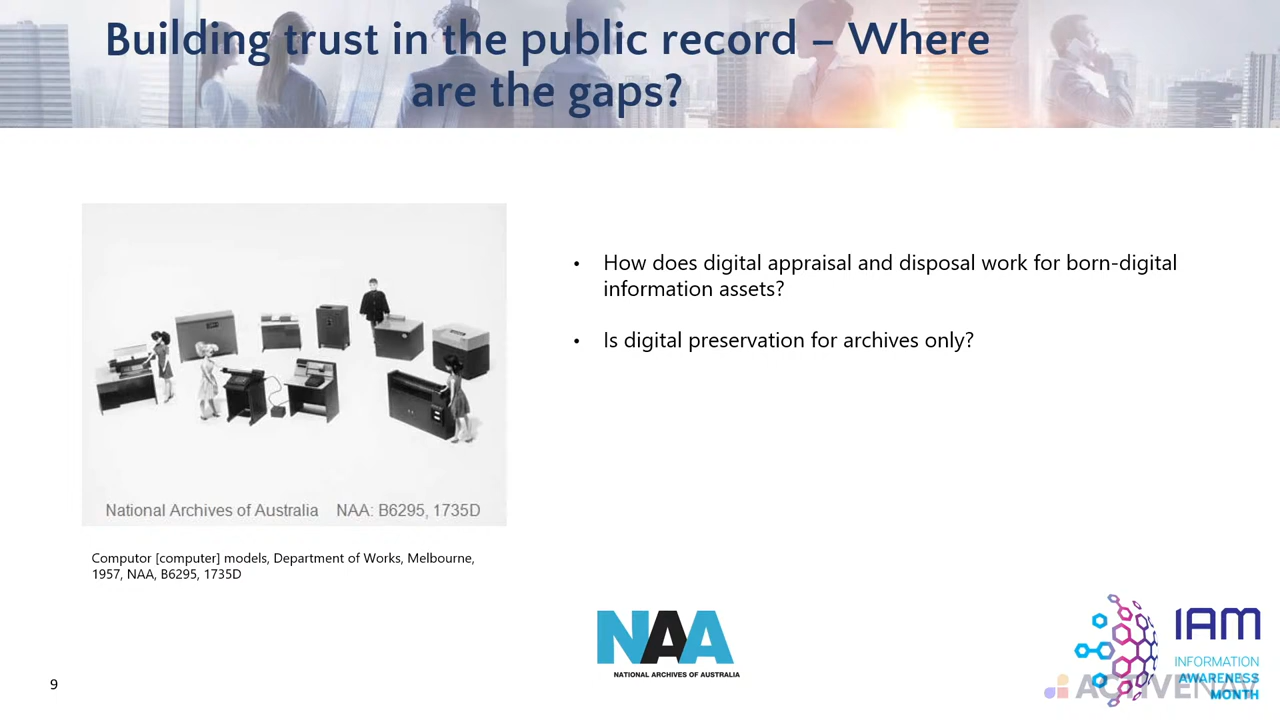 Building trust in the public record – Where
are the gaps?
• How does digital appraisal and disposal work for born-digital
information assets?
• Is digital preservation for archives only?
National Archives of Australia NAA: B6295, 1735D
Computor [computer] models, Department of Works, Melbourne,
1957, NAA, B6295, 1735D
NAA
NATIONAL ARCHIVES OF AUSTRALIA
IAM
INFORMATION
AWARENESS
MONTH
ACTIVENAV
9